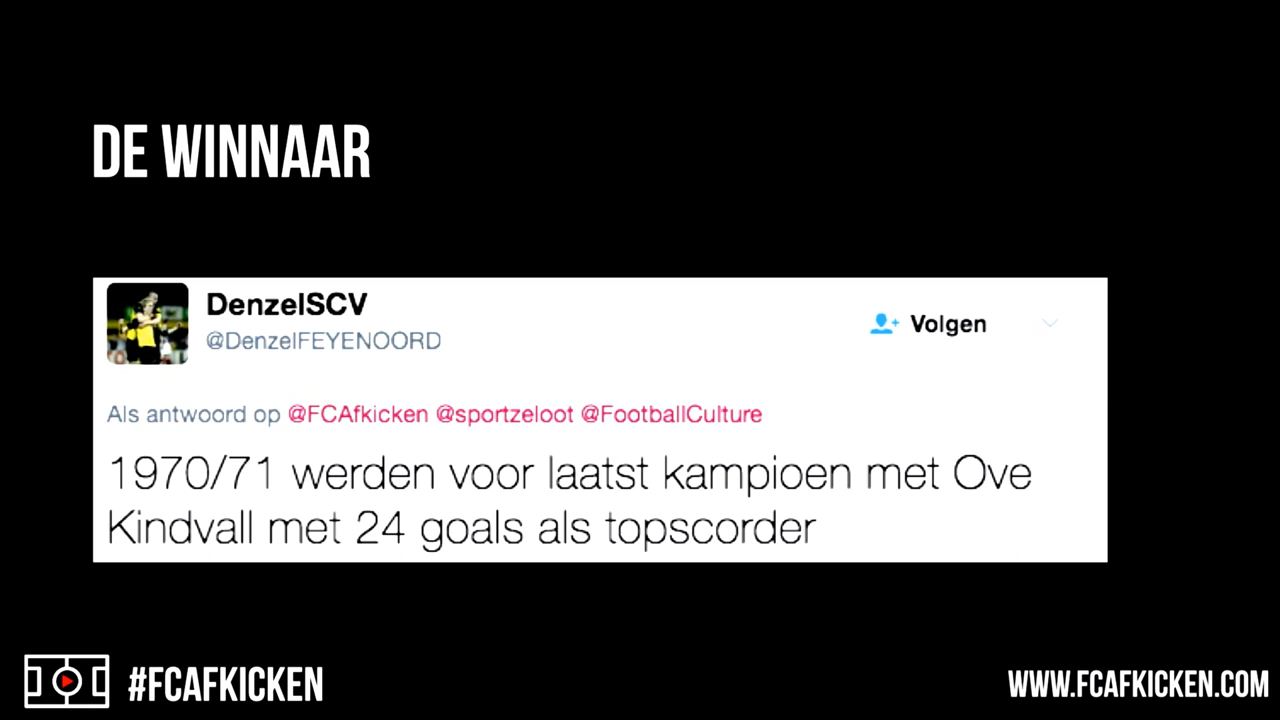 DE WINNAAR
DenzelSCV
@DenzelFEYENOORD
Volgen
Als antwoord op @FCAfkicken @sportzeloot @FootballCulture
1970/71 werden voor laatst kampioen met Ove
Kindvall met 24 goals als topscorder
#FCAFKICKEN
WWW.FCAFKICKEN.COM